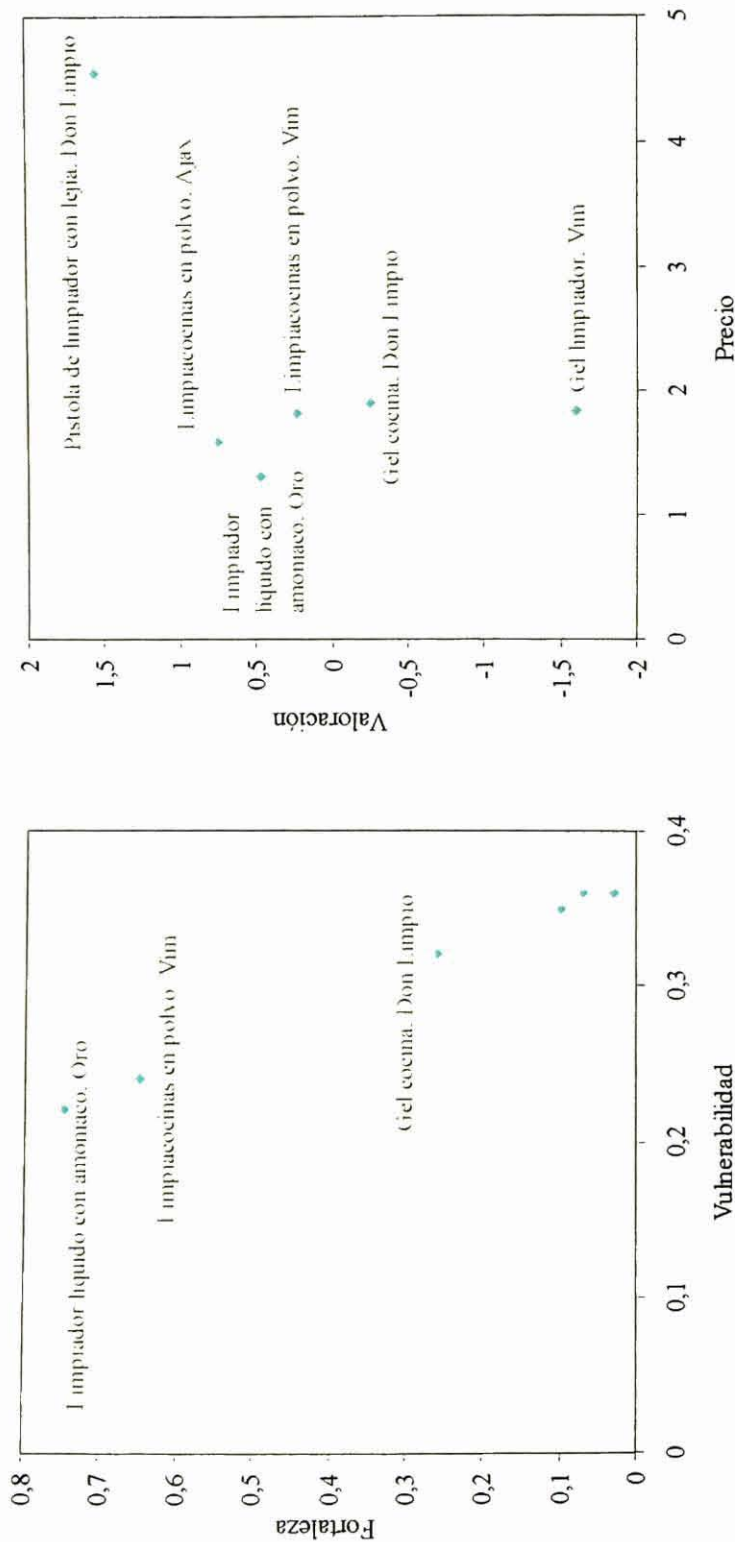 Fortaleza
0,8
0,7
0,6
0,5
0,4
0,3
0,2
0,1
0
Limpiador líquido con amoniaco. Oro
Limpiacocinas en polvo. Vim
Gel cocina. Don Limpio
0
0,1
0,2
0,3
0,4
Vulnerabilidad
Valoración
2
1,5
1
0,5
0
-0,5
-1
-1,5
-2
Pistola de limpiador con lejía. Don Limpio
Limpiacocinas en polvo. Ajax
Limpiador
líquido con
amoniaco. Oro
Limpiacocinas en polvo. Vim
Gel cocina. Don Limpio
Gel limpiador. Vim
0
1
2
3
4
5
Precio